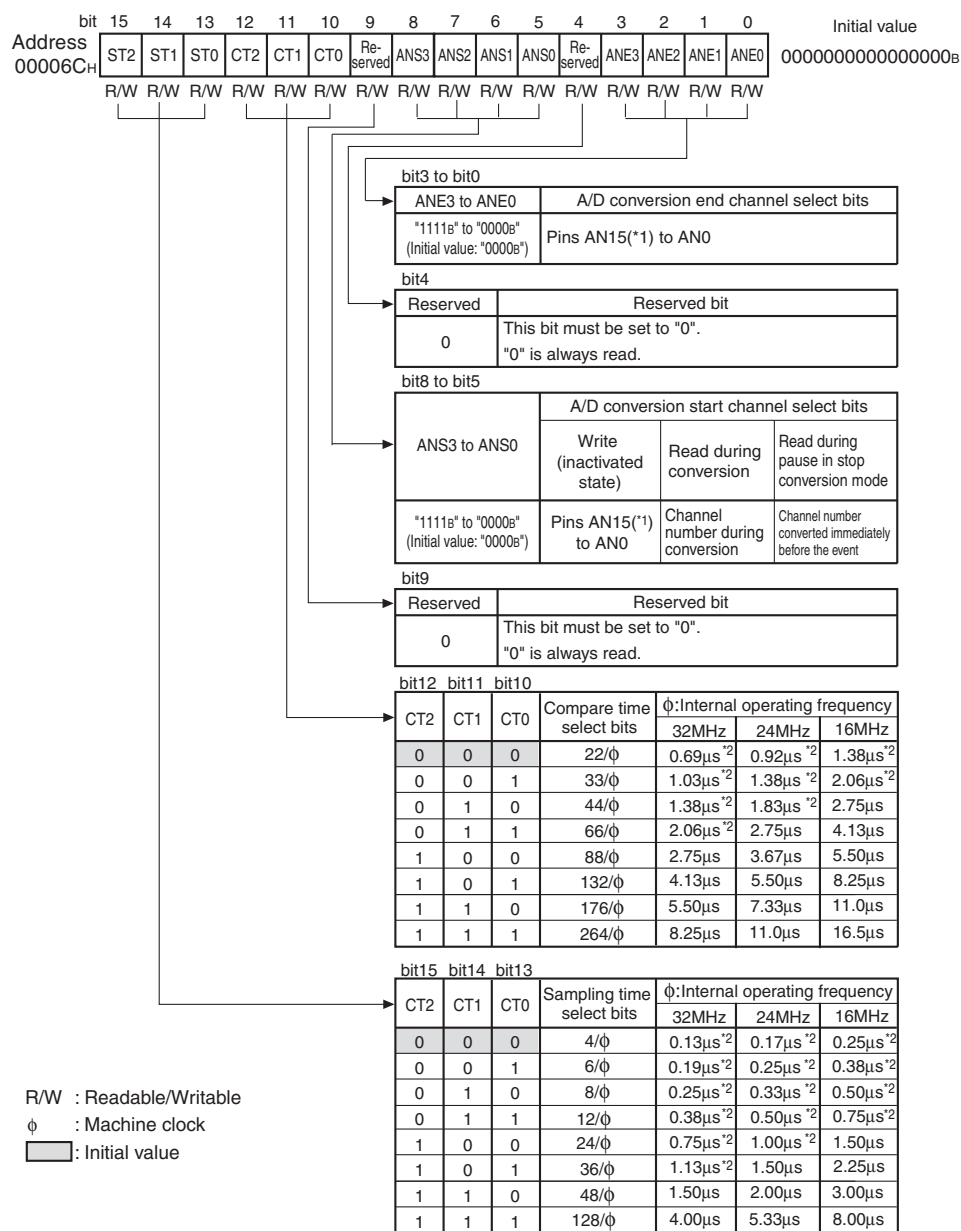 bit 15 14 13 12 11 10 9 8 7 6 5 4 3 2 1 0 Initial value
Address
00006CH ST2 ST1 ST0 CT2 CT1 CT0 Re-served ANS3 ANS2 ANS1 ANS0 Re-served ANE3 ANE2 ANE1 ANE0 0000000000000000B
R/W R/W R/W R/W R/W R/W R/W R/W R/W R/W R/W R/W R/W R/W R/W R/W
bit3 to bit0
ANE3 to ANE0 A/D conversion end channel select bits
"1111B" to "0000B"
(Initial value: "0000B") Pins AN15(*1) to AN0
bit4
Reserved Reserved bit
0 This bit must be set to "0".
"0" is always read.
bit8 to bit5
ANS3 to ANS0 A/D conversion start channel select bits
Write
(inactivated
state)
Read during
conversion
Read during
pause in stop
conversion mode
"1111B" to "0000B"
(Initial value: "0000B")
Pins AN15(*1)
to AN0
Channel
number during
conversion
Channel number
converted immediately
before the event
bit9
Reserved Reserved bit
0 This bit must be set to "0".
"0" is always read.
bit12 bit11 bit10
CT2 CT1 CT0 Compare time
select bits
ϕ:Internal operating frequency
32MHz 24MHz 16MHz
0 0 0 22/ϕ 0.69µs*2 0.92µs*2 1.38µs*2
0 0 1 33/ϕ 1.03µs*2 1.38µs*2 2.06µs*2
0 1 0 44/ϕ 1.38µs*2 1.83µs*2 2.75µs
0 1 1 66/ϕ 2.06µs*2 2.75µs 4.13µs
1 0 0 88/ϕ 2.75µs 3.67µs 5.50µs
1 0 1 132/ϕ 4.13µs 5.50µs 8.25µs
1 1 0 176/ϕ 5.50µs 7.33µs 11.0µs
1 1 1 264/ϕ 8.25µs 11.0µs 16.5µs
bit15 bit14 bit13
CT2 CT1 CT0 Sampling time
select bits
ϕ:Internal operating frequency
32MHz 24MHz 16MHz
0 0 0 4/ϕ 0.13µs*2 0.17µs*2 0.25µs*2
0 0 1 6/ϕ 0.19µs*2 0.25µs*2 0.38µs*2
0 1 0 8/ϕ 0.25µs*2 0.33µs*2 0.50µs*2
0 1 1 12/ϕ 0.38µs*2 0.50µs*2 0.75µs*2
1 0 0 24/ϕ 0.75µs*2 1.00µs*2 1.50µs
1 0 1 36/ϕ 1.13µs*2 1.50µs 2.25µs
1 1 0 48/ϕ 1.50µs 2.00µs 3.00µs
1 1 1 128/ϕ 4.00µs 5.33µs 8.00µs
R/W : Readable/Writable
ϕ : Machine clock
: Initial value